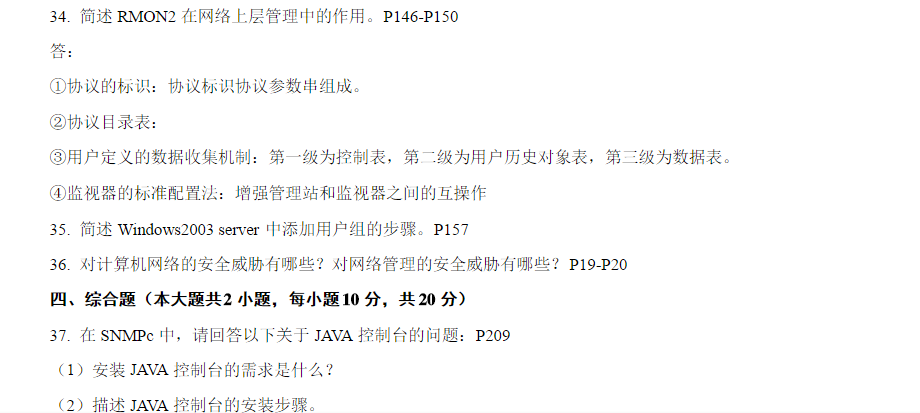 34. 简述 RMON2 在网络上层管理中的作用。P146-P150
答：
①协议的标识：协议标识协议参数串组成。
②协议目录表：
③用户定义的数据收集机制：第一级为控制表，第二级为用户历史对象表，第三级为数据表。
④监视器的标准配置法：增强管理站和监视器之间的互操作
35. 简述 Windows2003 server 中添加用户组的步骤。P157
36. 对计算机网络的安全威胁有哪些？对网络管理的安全威胁有哪些？P19-P20
四、综合题（本大题共2 小题，每小题 10 分，共 20 分）
37. 在 SNMPc 中，请回答以下关于 JAVA 控制台的问题：P209
（1）安装 JAVA 控制台的需求是什么？
（2）描述 JAVA 控制台的安装步骤。